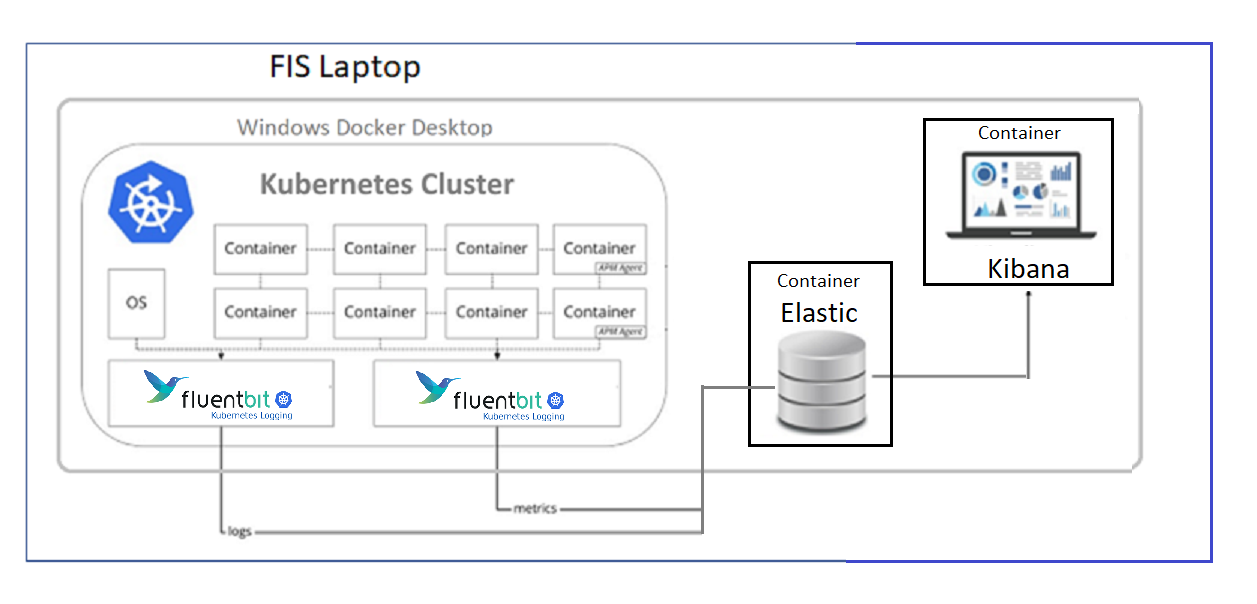 FIS Laptop
Windows Docker Desktop
Kubernetes Cluster
Container
Container
Container
Container
APM Agent
OS
Container
Container
Container
Container
APM Agent
fluentbit
Kubernetes Logging
fluentbit
Kubernetes Logging
metrics
logs
Container
Elastic
Container
Kibana